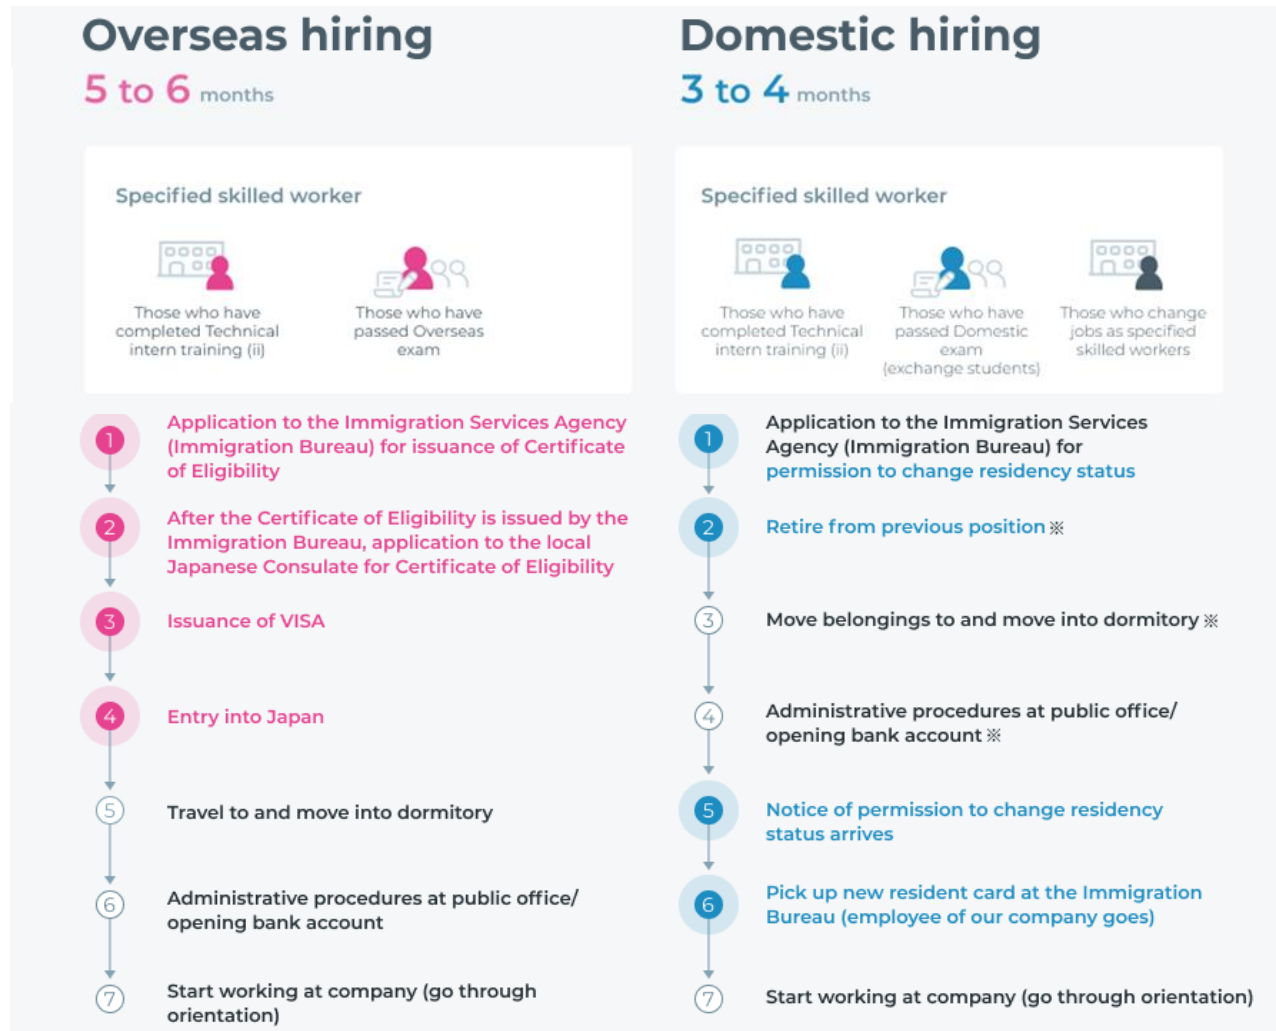 Overseas hiring
5 to 6 months
Specified skilled worker
Those who have
completed Technical
intern training (ii)
Those who have
passed Overseas
exam
1
Application to the Immigration Services Agency
(Immigration Bureau) for issuance of Certificate
of Eligibility
2
After the Certificate of Eligibility is issued by the
Immigration Bureau, application to the local
Japanese Consulate for Certificate of Eligibility
3
Issuance of VISA
4
Entry into Japan
5
Travel to and move into dormitory
6
Administrative procedures at public office/
opening bank account
7
Start working at company (go through
orientation)
Domestic hiring
3 to 4 months
Specified skilled worker
Those who have
completed Technical
intern training (ii)
Those who have
passed Domestic
exam
(exchange students)
Those who change
jobs as specified
skilled workers
1
Application to the Immigration Services
Agency (Immigration Bureau) for
permission to change residency status
2
Retire from previous position ※
3
Move belongings to and move into dormitory ※
4
Administrative procedures at public office/
opening bank account ※
5
Notice of permission to change residency
status arrives
6
Pick up new resident card at the Immigration
Bureau (employee of our company goes)
7
Start working at company (go through orientation)